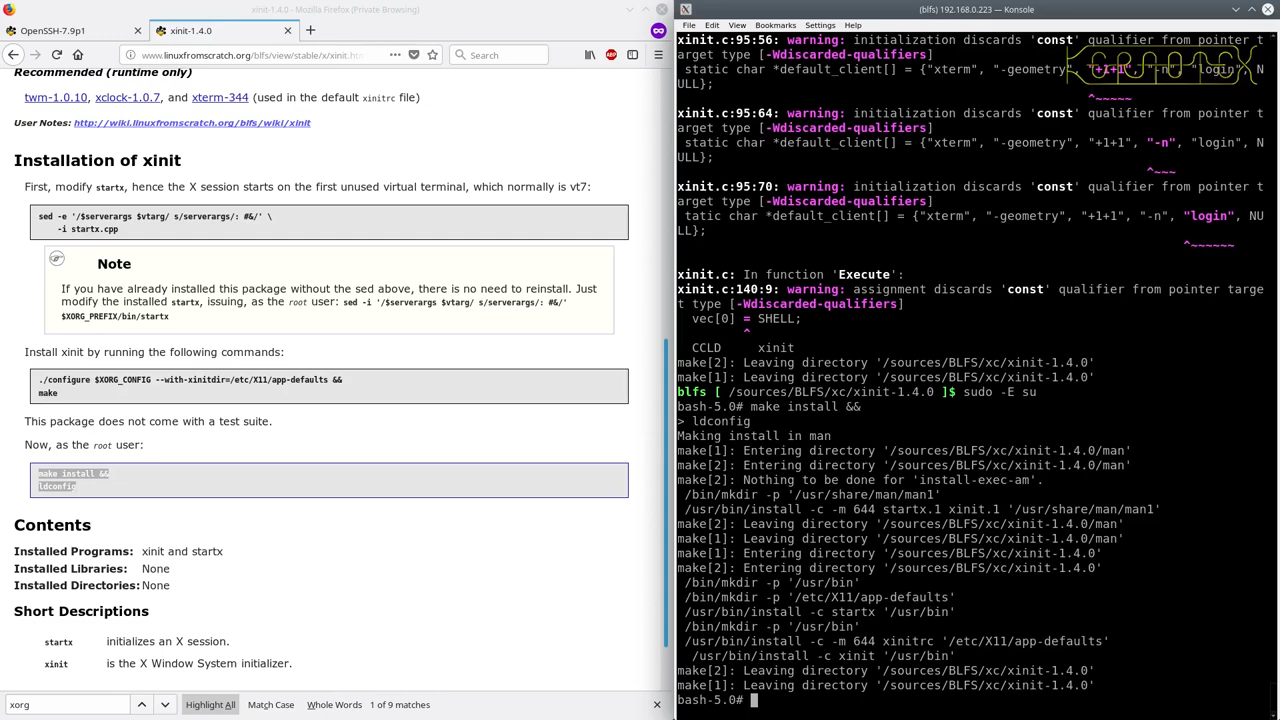 xinit-1.4.0 - Mozilla Firefox (Private Browsing)
OpenSSH-7.9p1
xinit-1.4.0
www.linuxfromscratch.org/blfs/view/stable/x/xinit.htm
Search
Recommended (runtime only)
twm-1.0.10, xclock-1.0.7, and xterm-344 (used in the default xinitrc file)
User Notes: http://wiki.linuxfromscratch.org/blfs/wiki/xinit
Installation of xinit
First, modify startx, hence the X session starts on the first unused virtual terminal, which normally is vt7:
sed -e '/$serverargs $vtarg/ s/serverargs/: #&/' \
-i startx.cpp
Note
If you have already installed this package without the sed above, there is no need to reinstall. Just
modify the installed startx, issuing, as the root user: sed -i '/$serverargs $vtarg/ s/serverargs/: #&/'
$XORG_PREFIX/bin/startx
Install xinit by running the following commands:
./configure $XORG_CONFIG --with-xinitdir=/etc/X11/app-defaults &&
make
This package does not come with a test suite.
Now, as the root user:
make install &&
ldconfig
Contents
Installed Programs: xinit and startx
Installed Libraries: None
Installed Directories: None
Short Descriptions
startx initializes an X session.
xinit is the X Window System initializer.
xorg
Highlight All Match Case Whole Words 1 of 9 matches
(blfs) 192.168.0.223 — Konsole
File Edit View Bookmarks Settings Help
xinit.c:95:56: warning: initialization discards 'const' qualifier from pointer t
arget type [-Wdiscarded-qualifiers]
static char *default_client[] = {"xterm", "-geometry", "+1+1", "-n", "login", N
ULL};
^~~~~~
xinit.c:95:64: warning: initialization discards 'const' qualifier from pointer t
arget type [-Wdiscarded-qualifiers]
static char *default_client[] = {"xterm", "-geometry", "+1+1", "-n", "login", N
ULL};
^~~~
xinit.c:95:70: warning: initialization discards 'const' qualifier from pointer t
arget type [-Wdiscarded-qualifiers]
tatic char *default_client[] = {"xterm", "-geometry", "+1+1", "-n", "login", NU
LL};
^~~~~~~
xinit.c: In function 'Execute':
xinit.c:140:9: warning: assignment discards 'const' qualifier from pointer targe
t type [-Wdiscarded-qualifiers]
vec[0] = SHELL;
^
CCLD xinit
make[2]: Leaving directory '/sources/BLFS/xc/xinit-1.4.0'
make[1]: Leaving directory '/sources/BLFS/xc/xinit-1.4.0'
blfs [ /sources/BLFS/xc/xinit-1.4.0 ]$ sudo -E su
bash-5.0# make install &&
> ldconfig
Making install in man
make[1]: Entering directory '/sources/BLFS/xc/xinit-1.4.0/man'
make[2]: Entering directory '/sources/BLFS/xc/xinit-1.4.0/man'
make[2]: Nothing to be done for 'install-exec-am'.
/bin/mkdir -p '/usr/share/man/man1'
/usr/bin/install -c -m 644 startx.1 xinit.1 '/usr/share/man/man1'
make[2]: Leaving directory '/sources/BLFS/xc/xinit-1.4.0/man'
make[1]: Leaving directory '/sources/BLFS/xc/xinit-1.4.0/man'
make[1]: Entering directory '/sources/BLFS/xc/xinit-1.4.0'
make[2]: Entering directory '/sources/BLFS/xc/xinit-1.4.0'
/bin/mkdir -p '/usr/bin'
/bin/mkdir -p '/etc/X11/app-defaults'
/usr/bin/install -c startx '/usr/bin'
/bin/mkdir -p '/usr/bin'
/usr/bin/install -c -m 644 xinitrc '/etc/X11/app-defaults'
/usr/bin/install -c xinit '/usr/bin'
make[2]: Leaving directory '/sources/BLFS/xc/xinit-1.4.0'
make[1]: Leaving directory '/sources/BLFS/xc/xinit-1.4.0'
bash-5.0#